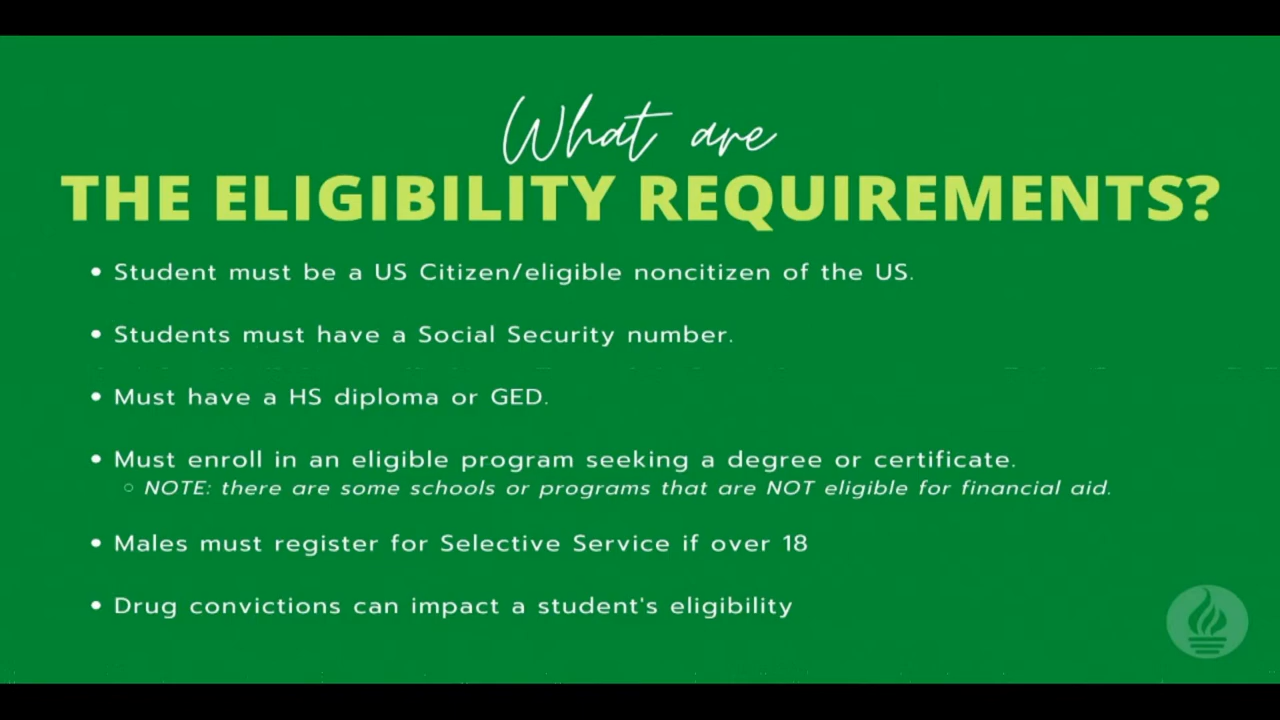 What are
THE ELIGIBILITY REQUIREMENTS?
• Student must be a US Citizen/eligible noncitizen of the US.
• Students must have a Social Security number.
• Must have a HS diploma or GED.
• Must enroll in an eligible program seeking a degree or certificate.
○ NOTE: there are some schools or programs that are NOT eligible for financial aid.
• Males must register for Selective Service if over 18
• Drug convictions can impact a student's eligibility